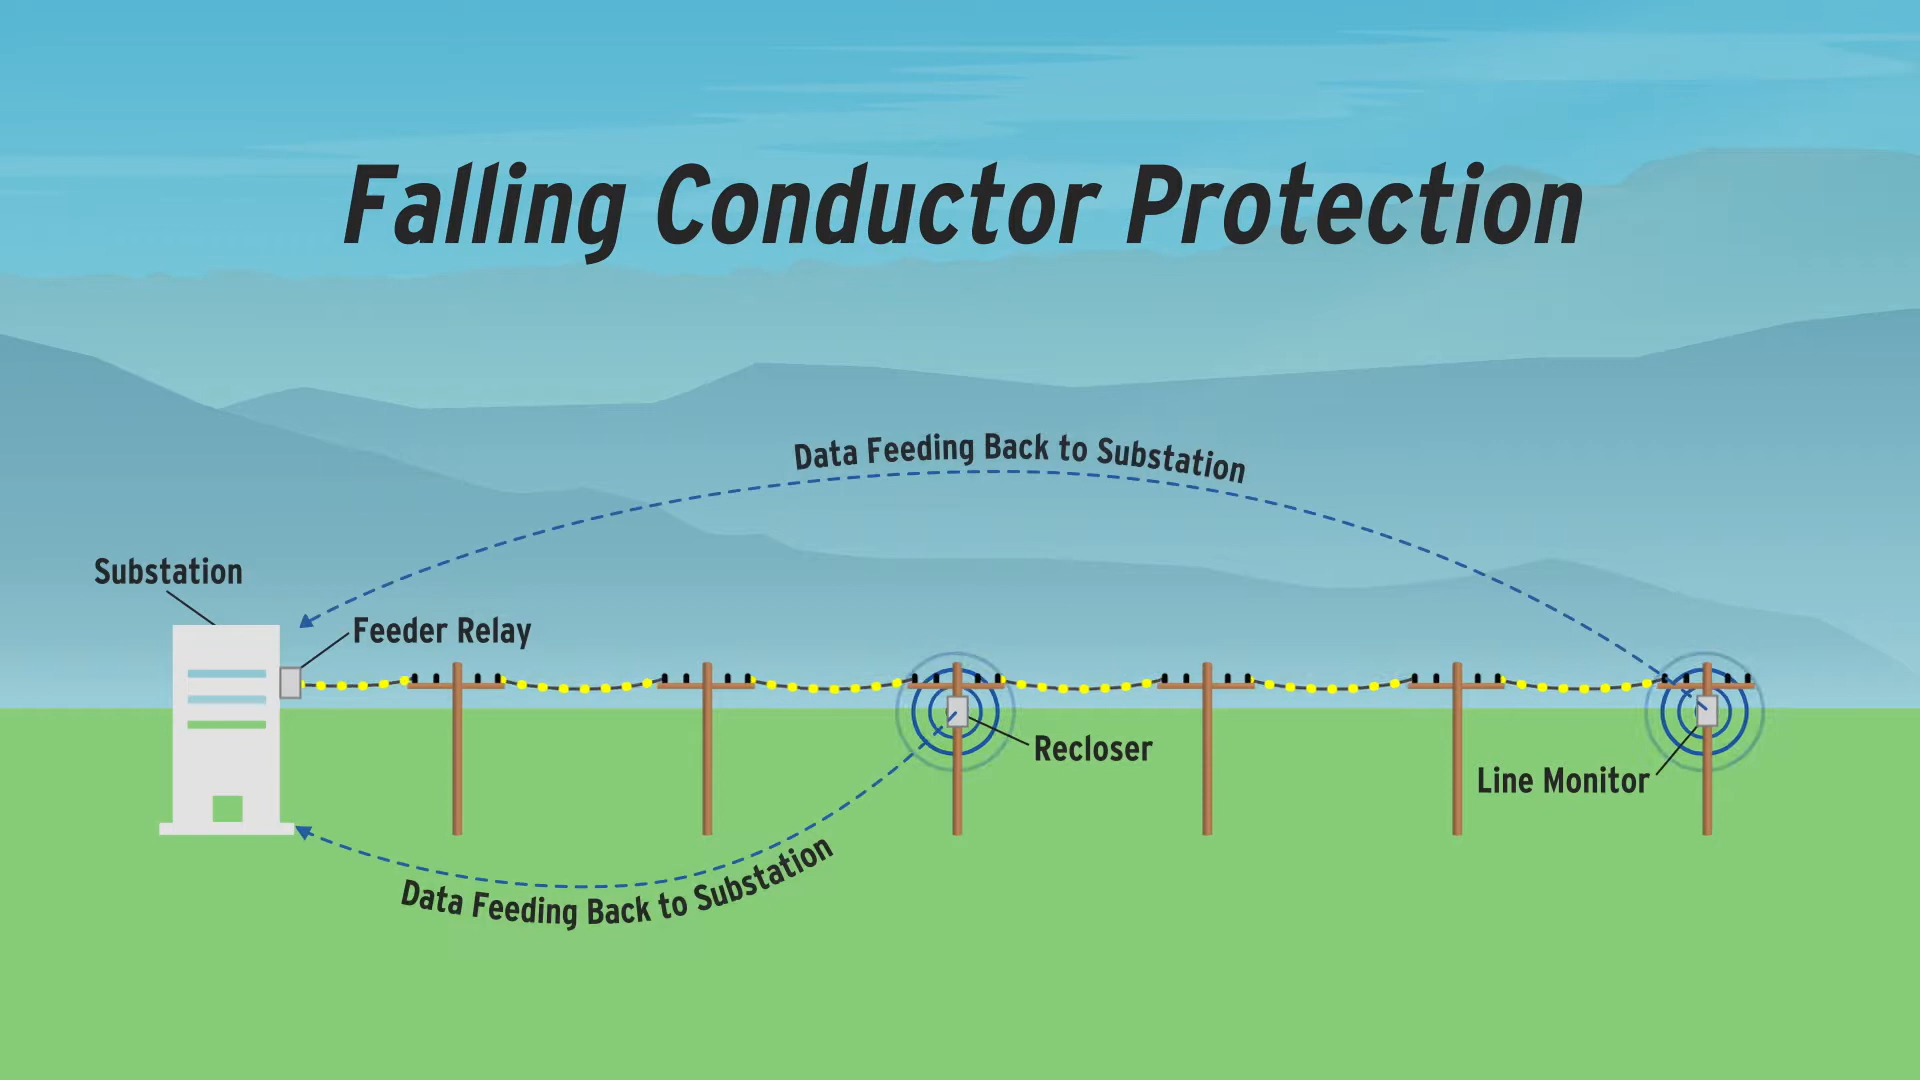 Falling Conductor Protection
Data Feeding Back to Substation
Substation
Feeder Relay
Recloser
Line Monitor
Data Feeding Back to Substation